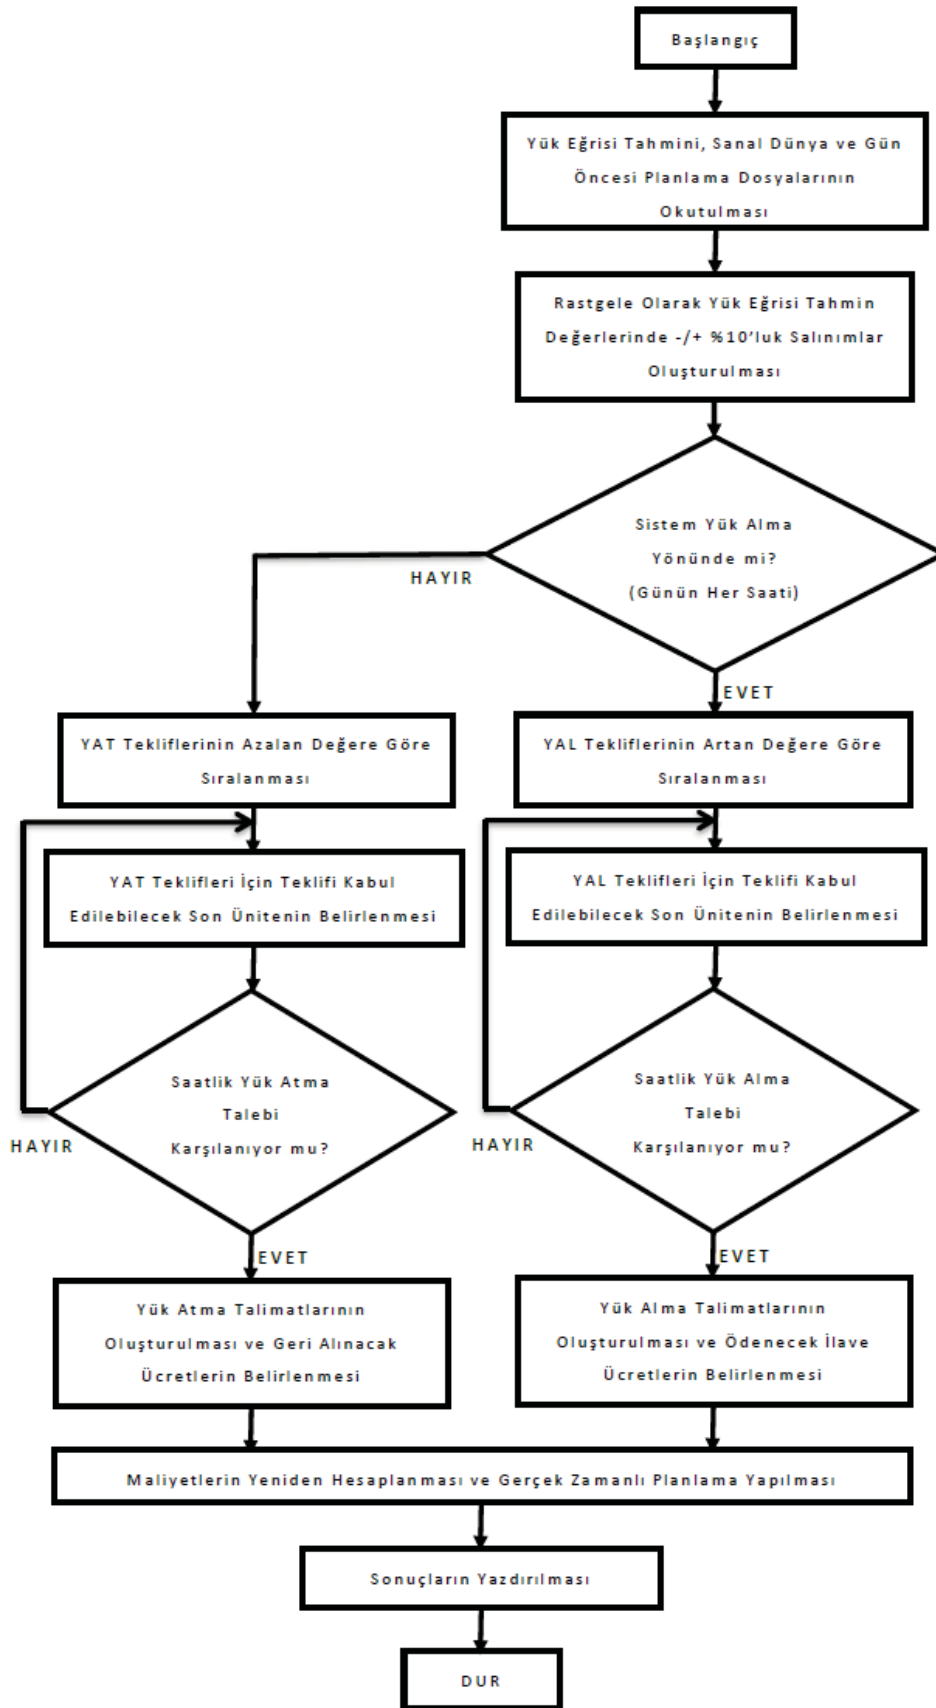 Başlangıç
Yük Eğrisi Tahmini, Sanal Dünya ve Gün
Öncesi Planlama Dosyalarının
Okutulması
Rastgele Olarak Yük Eğrisi Tahmin
Değerlerinde -/+ %10'luk Salınımlar
Oluşturulması
Sistem Yük Alma
Yönünde mi?
(Günün Her Saati)
HAYIR
EVET
YAT Tekliflerinin Azalan Değere Göre
Sıralanması
YAL Tekliflerinin Artan Değere Göre
Sıralanması
YAT Teklifleri İçin Teklifi Kabul
Edilebilecek Son Ünitenin Belirlenmesi
YAL Teklifleri İçin Teklifi Kabul
Edilebilecek Son Ünitenin Belirlenmesi
Saatlik Yük Atma
Talebi
Karşılanıyor mu?
HAYIR
EVET
Saatlik Yük Alma
Talebi
Karşılanıyor mu?
HAYIR
EVET
Yük Atma Talimatlarının
Oluşturulması ve Geri Alınacak
Ücretlerin Belirlenmesi
Yük Alma Talimatlarının
Oluşturulması ve Ödenecek İlave
Ücretlerin Belirlenmesi
Maliyetlerin Yeniden Hesaplanması ve Gerçek Zamanlı Planlama Yapılması
Sonuçların Yazdırılması
DUR